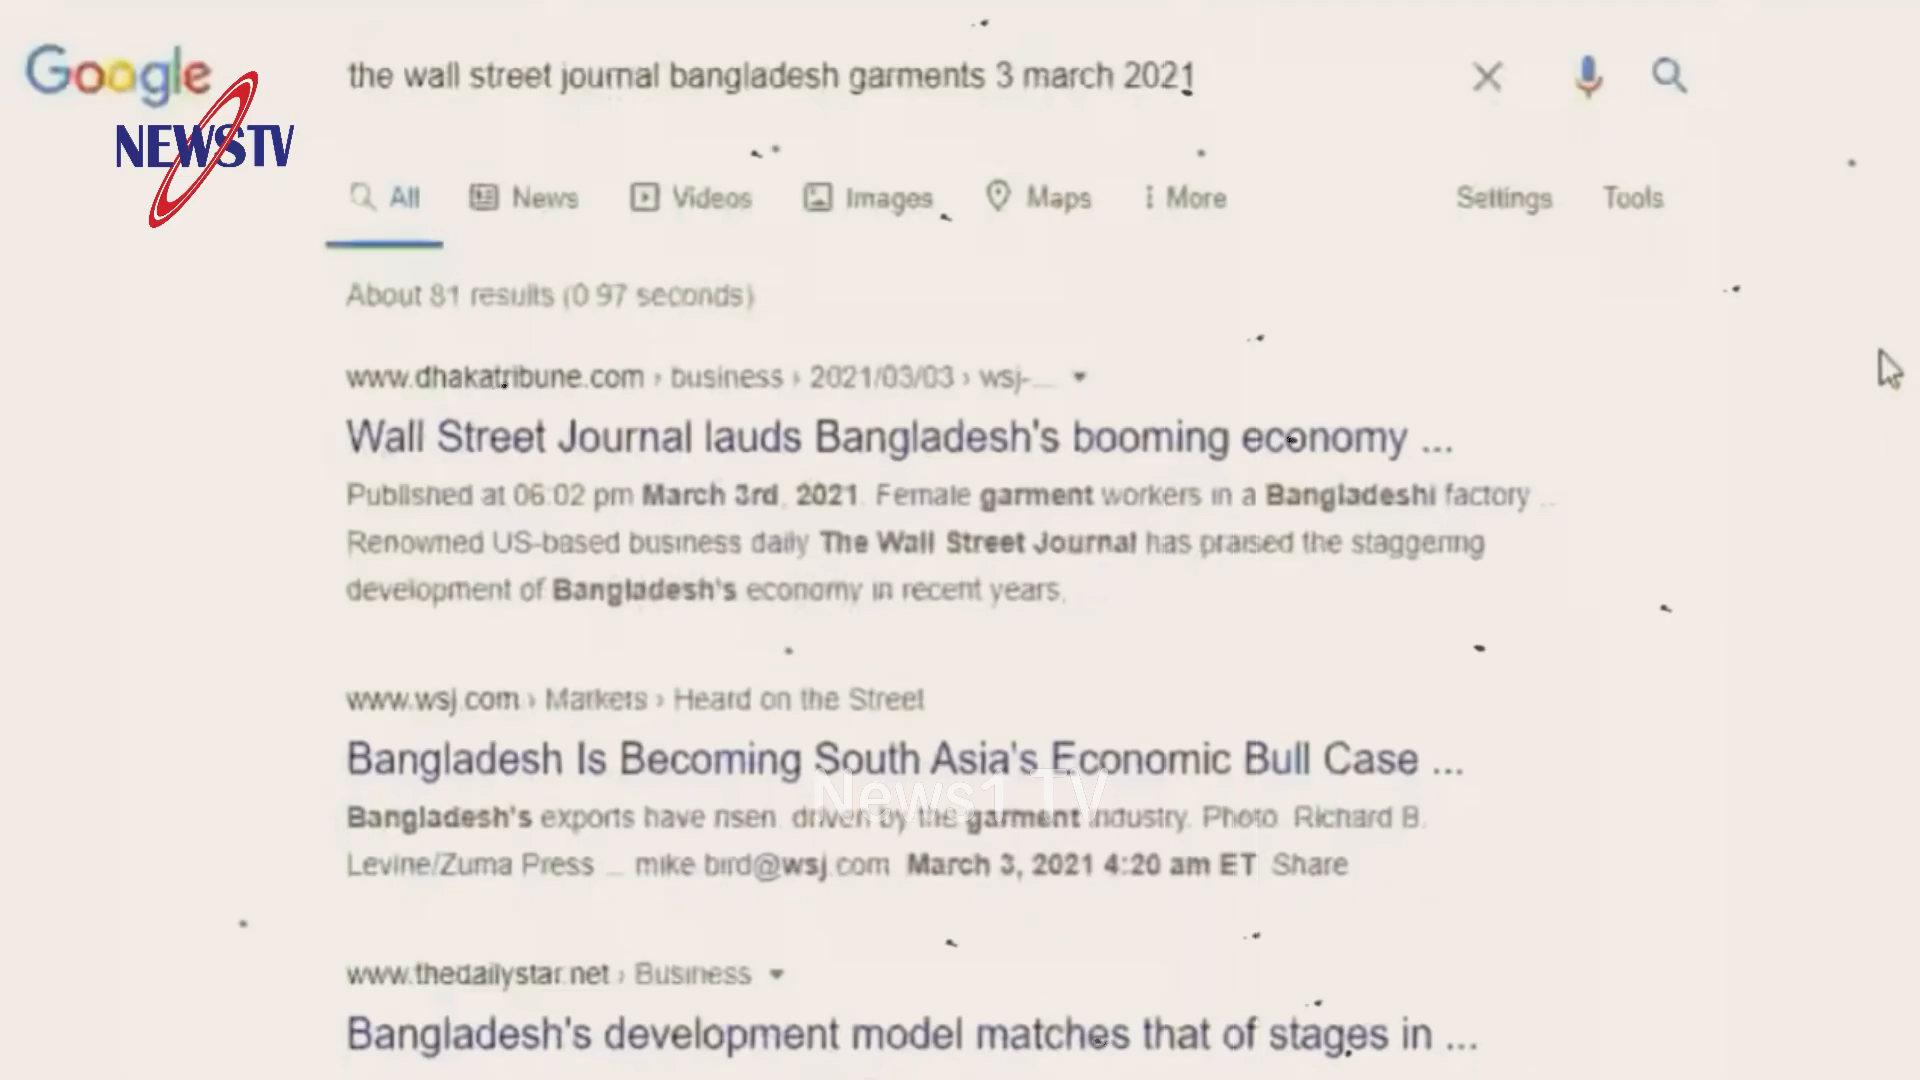 Google
the wall street journal bangladesh garments 3 march 2021
NEWSTV
All News Videos Images Maps More Settings Tools
About 81 results (0.97 seconds)
www.dhakatribune.com › business › 2021/03/03 › wsj-...
Wall Street Journal lauds Bangladesh's booming economy ...
Published at 06:02 pm March 3rd, 2021. Female garment workers in a Bangladeshi factory ...
Renowned US-based business daily The Wall Street Journal has praised the staggering
development of Bangladesh's economy in recent years.
www.wsj.com › Markets › Heard on the Street
Bangladesh Is Becoming South Asia's Economic Bull Case ...
News1 TV
Bangladesh's exports have risen, driven by the garment industry. Photo: Richard B.
Levine/Zuma Press ... mike.bird@wsj.com March 3, 2021 4:20 am ET Share
www.thedailystar.net › Business
Bangladesh's development model matches that of stages in ...